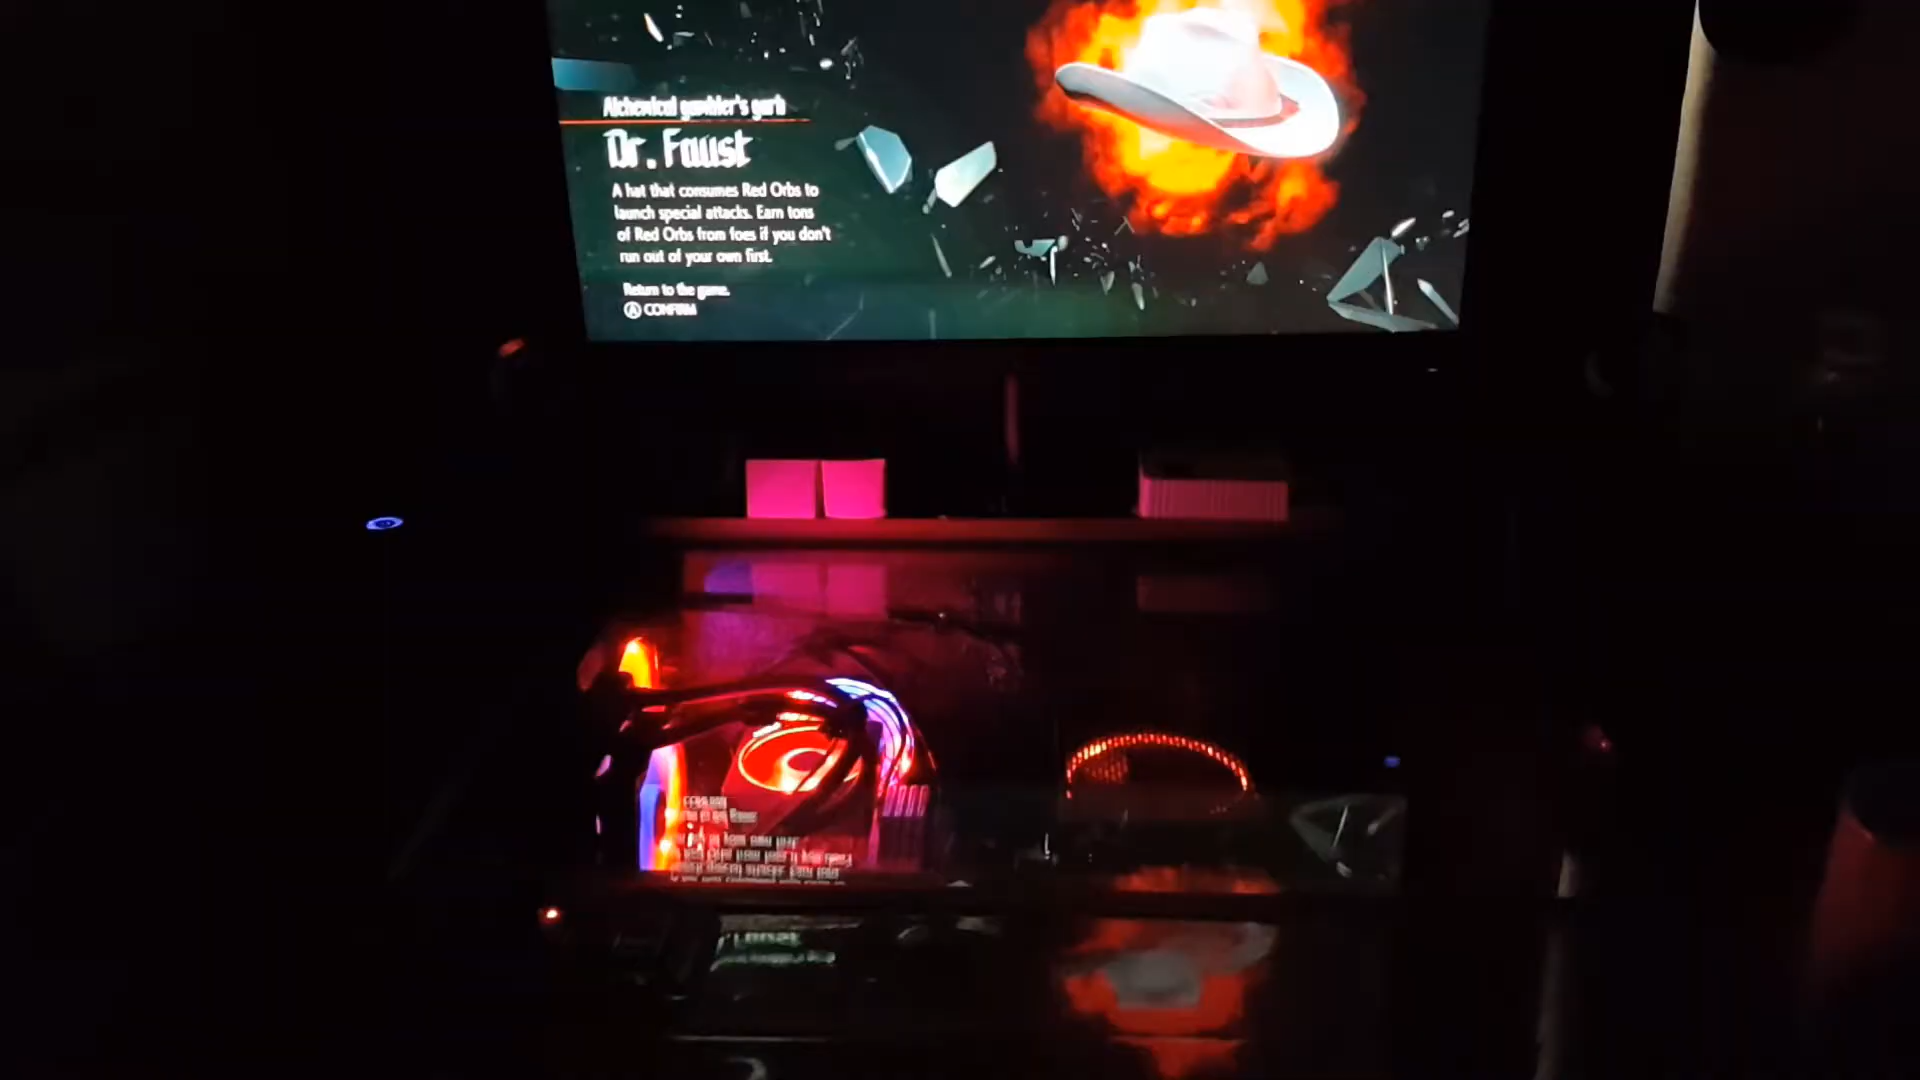 Alchemical gambler's garb
Dr. Faust
A hat that consumes Red Orbs to
launch special attacks. Earn tons
of Red Orbs from foes if you don't
run out of your own first.
Return to the game.
Ⓐ CONFIRM